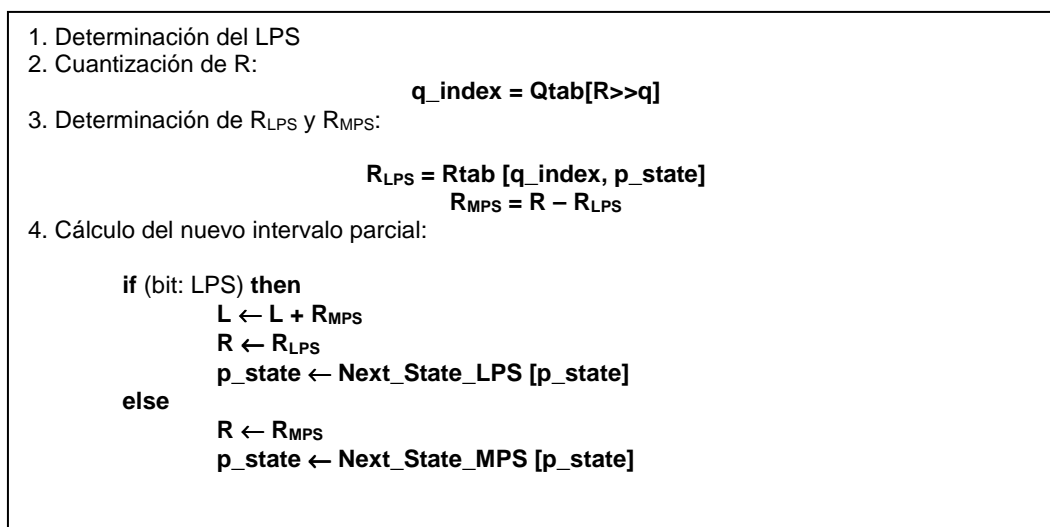 1. Determinación del LPS
2. Cuantización de R:
q_index = Qtab[R>>q]
3. Determinación de RLPS y RMPS:
RLPS = Rtab [q_index, p_state]
RMPS = R – RLPS
4. Cálculo del nuevo intervalo parcial:
if (bit: LPS) then
L ← L + RMPS
R ← RLPS
p_state ← Next_State_LPS [p_state]
else
R ← RMPS
p_state ← Next_State_MPS [p_state]